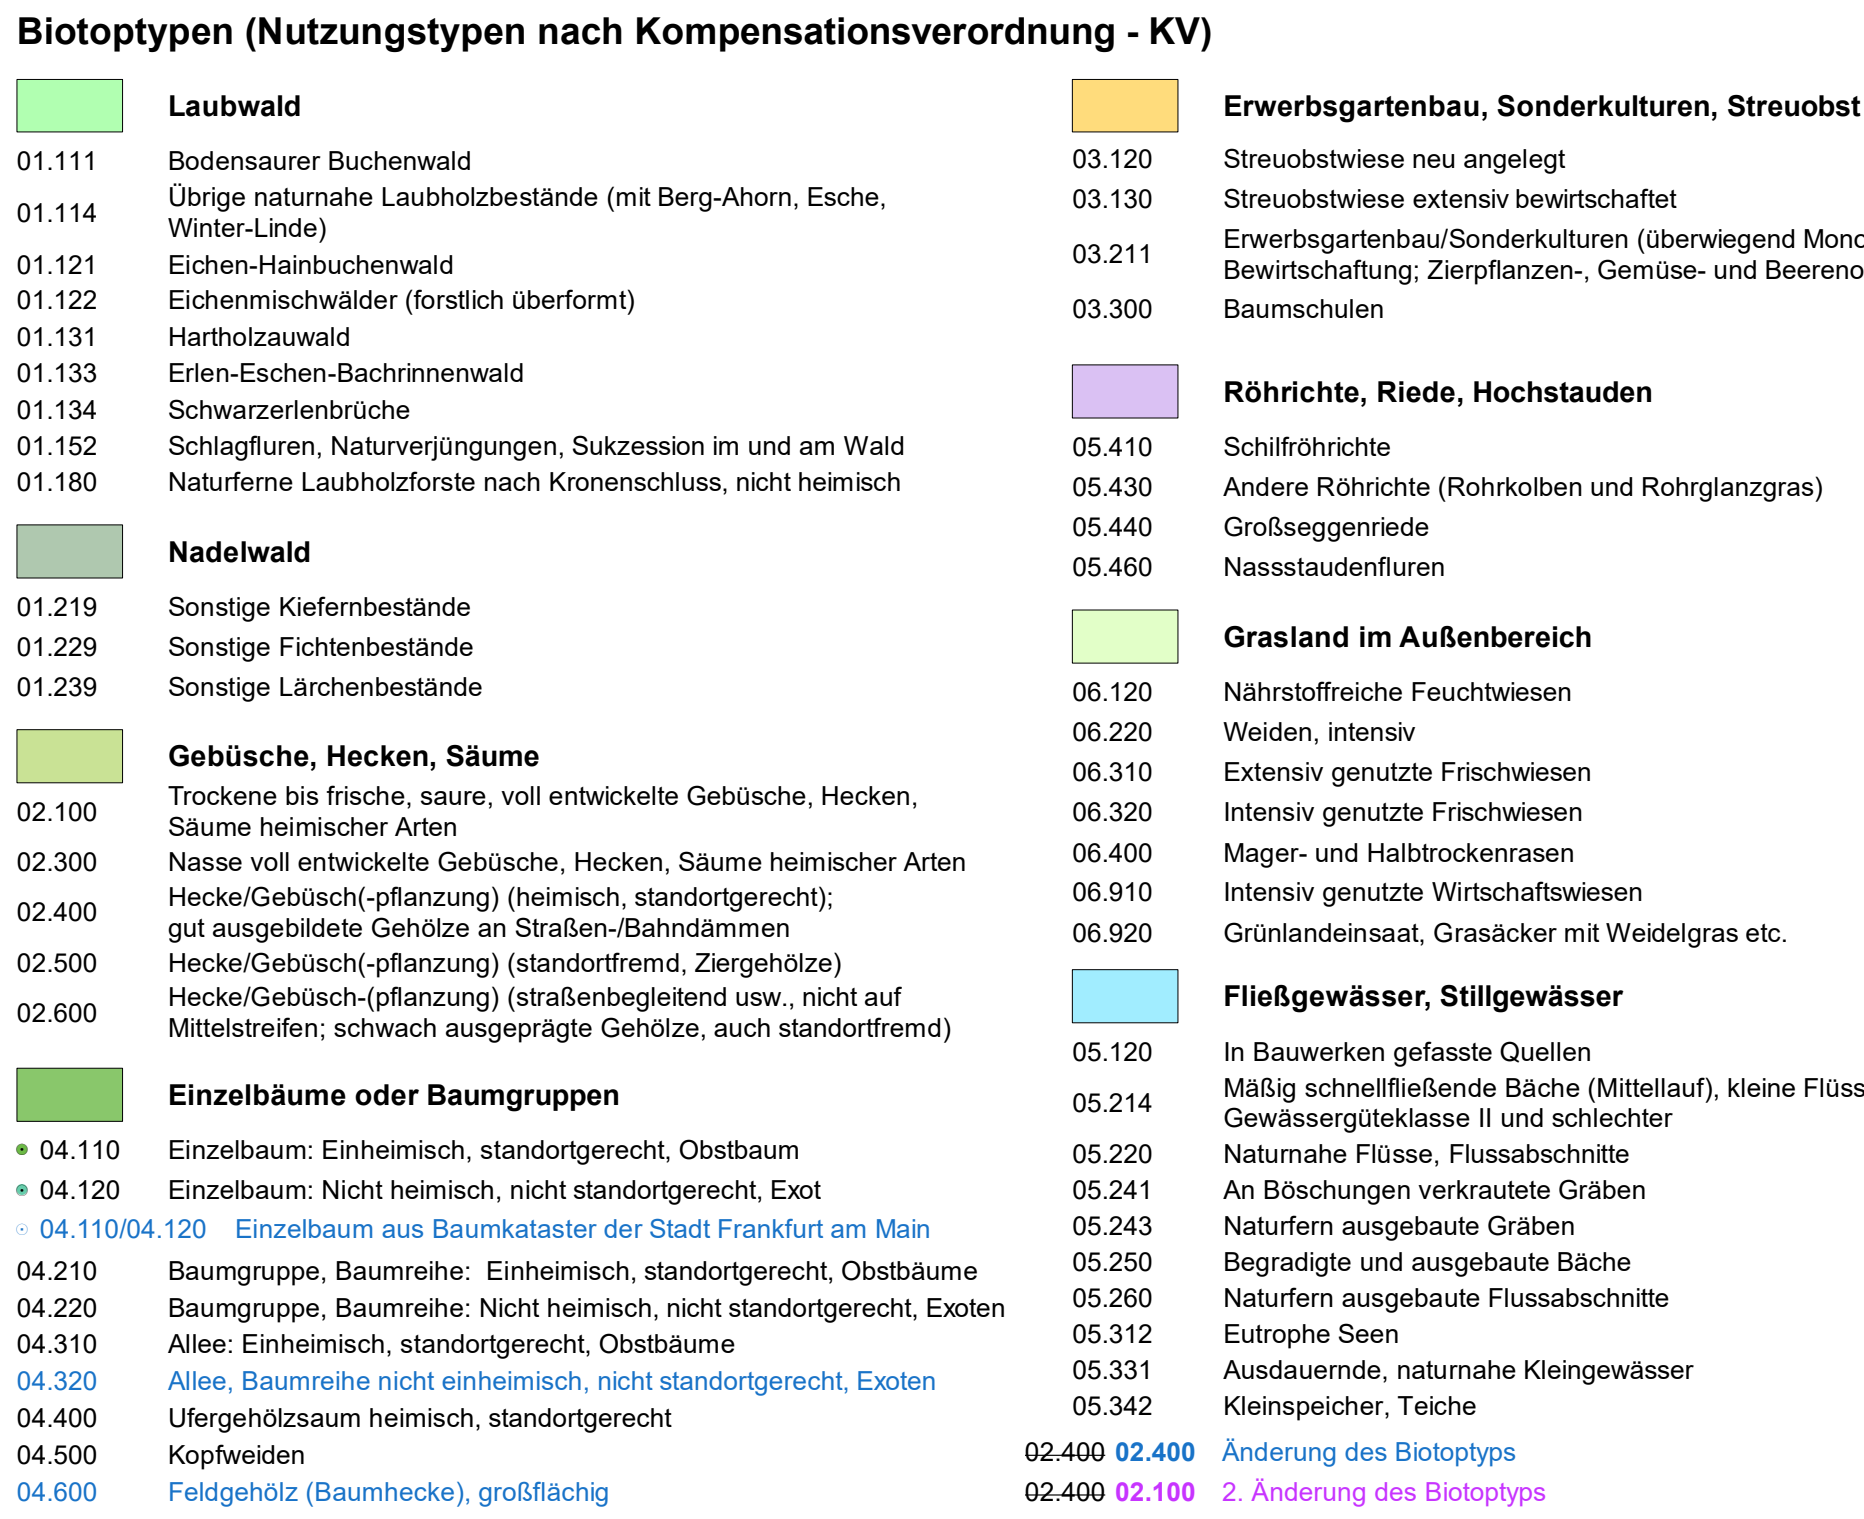 Biotoptypen (Nutzungstypen nach Kompensationsverordnung - KV)
Laubwald
01.111 Bodensaurer Buchenwald
01.114 Übrige naturnahe Laubholzbestände (mit Berg-Ahorn, Esche,
Winter-Linde)
01.121 Eichen-Hainbuchenwald
01.122 Eichenmischwälder (forstlich überformt)
01.131 Hartholzauwald
01.133 Erlen-Eschen-Bachrinnenwald
01.134 Schwarzerlenbrüche
01.152 Schlagfluren, Naturverjüngungen, Sukzession im und am Wald
01.180 Naturferne Laubholzforste nach Kronenschluss, nicht heimisch
Nadelwald
01.219 Sonstige Kiefernbestände
01.229 Sonstige Fichtenbestände
01.239 Sonstige Lärchenbestände
Gebüsche, Hecken, Säume
02.100 Trockene bis frische, saure, voll entwickelte Gebüsche, Hecken,
Säume heimischer Arten
02.300 Nasse voll entwickelte Gebüsche, Hecken, Säume heimischer Arten
02.400 Hecke/Gebüsch(-pflanzung) (heimisch, standortgerecht);
gut ausgebildete Gehölze an Straßen-/Bahndämmen
02.500 Hecke/Gebüsch(-pflanzung) (standortfremd, Ziergehölze)
02.600 Hecke/Gebüsch-(pflanzung) (straßenbegleitend usw., nicht auf
Mittelstreifen; schwach ausgeprägte Gehölze, auch standortfremd)
Einzelbäume oder Baumgruppen
04.110 Einzelbaum: Einheimisch, standortgerecht, Obstbaum
04.120 Einzelbaum: Nicht heimisch, nicht standortgerecht, Exot
04.110/04.120 Einzelbaum aus Baumkataster der Stadt Frankfurt am Main
04.210 Baumgruppe, Baumreihe: Einheimisch, standortgerecht, Obstbäume
04.220 Baumgruppe, Baumreihe: Nicht heimisch, nicht standortgerecht, Exoten
04.310 Allee: Einheimisch, standortgerecht, Obstbäume
04.320 Allee, Baumreihe nicht einheimisch, nicht standortgerecht, Exoten
04.400 Ufergehölzsaum heimisch, standortgerecht
04.500 Kopfweiden
04.600 Feldgehölz (Baumhecke), großflächig
Erwerbsgartenbau, Sonderkulturen, Streuobst
03.120 Streuobstwiese neu angelegt
03.130 Streuobstwiese extensiv bewirtschaftet
03.211 Erwerbsgartenbau/Sonderkulturen (überwiegend Mono
Bewirtschaftung; Zierpflanzen-, Gemüse- und Beereno
03.300 Baumschulen
Röhrichte, Riede, Hochstauden
05.410 Schilfröhrichte
05.430 Andere Röhrichte (Rohrkolben und Rohrglanzgras)
05.440 Großseggenriede
05.460 Nassstaudenfluren
Grasland im Außenbereich
06.120 Nährstoffreiche Feuchtwiesen
06.220 Weiden, intensiv
06.310 Extensiv genutzte Frischwiesen
06.320 Intensiv genutzte Frischwiesen
06.400 Mager- und Halbtrockenrasen
06.910 Intensiv genutzte Wirtschaftswiesen
06.920 Grünlandeinsaat, Grasäcker mit Weidelgras etc.
Fließgewässer, Stillgewässer
05.120 In Bauwerken gefasste Quellen
05.214 Mäßig schnellfließende Bäche (Mittellauf), kleine Flüss
Gewässergüteklasse II und schlechter
05.220 Naturnahe Flüsse, Flussabschnitte
05.241 An Böschungen verkrautete Gräben
05.243 Naturfern ausgebaute Gräben
05.250 Begradigte und ausgebaute Bäche
05.260 Naturfern ausgebaute Flussabschnitte
05.312 Eutrophe Seen
05.331 Ausdauernde, naturnahe Kleingewässer
05.342 Kleinspeicher, Teiche
02.400 02.400 Änderung des Biotoptyps
02.400 02.100 2. Änderung des Biotoptyps